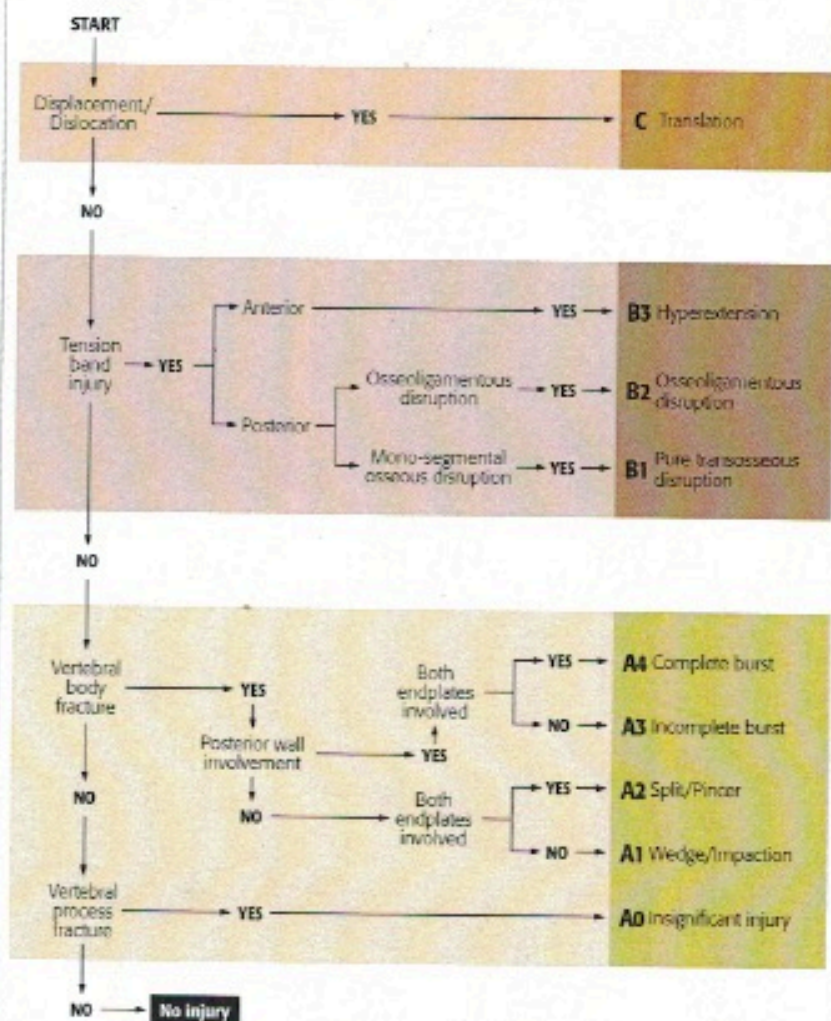 START
Displacement/
Dislocation
YES
C Translation
NO
Tension
band
injury
YES
Anterior
YES
B3 Hyperextension
Posterior
Osseoligamentous
disruption
YES
B2 Osseoligamentous
disruption
Mono-segmental
osseous disruption
YES
B1 Pure transosseous
disruption
NO
Vertebral
body
fracture
YES
Posterior wall
involvement
YES
Both
endplates
involved
YES
A4 Complete burst
NO
A3 Incomplete burst
NO
Both
endplates
involved
YES
A2 Split/Pincer
NO
A1 Wedge/Impaction
NO
Vertebral
process
fracture
YES
A0 Insignificant injury
NO
No injury